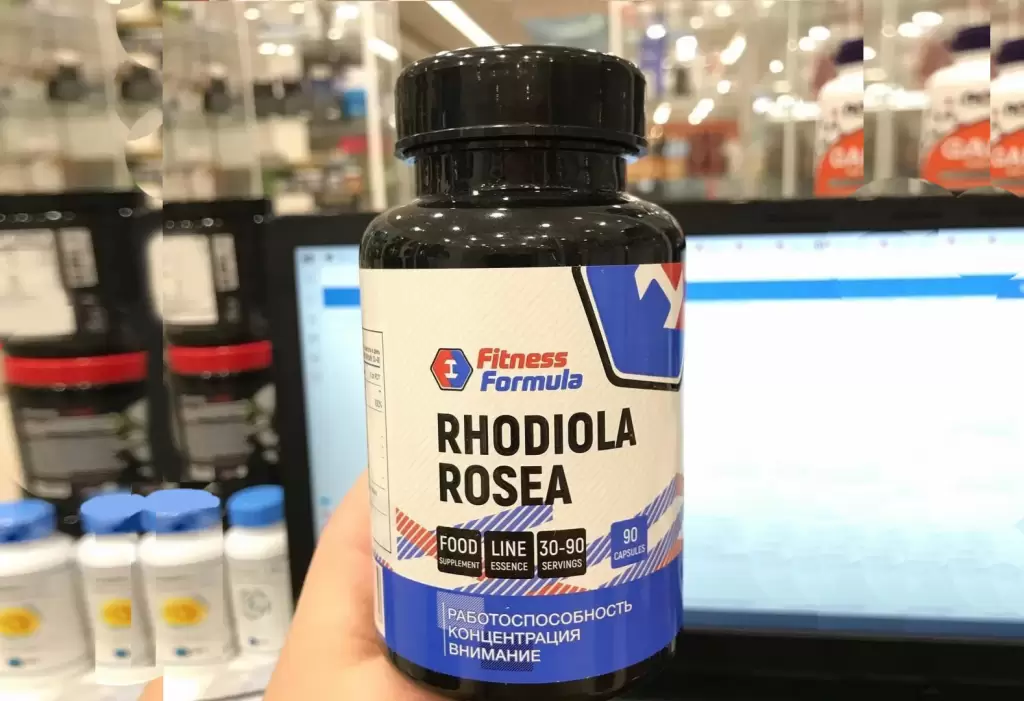 Fitness
Formula
RHODIOLA
ROSEA
FOOD
SUPPLEMENT
LINE
ESSENCE
30-90
SERVINGS
90
CAPSULES
РАБОТОСПОСОБНОСТЬ
КОНЦЕНТРАЦИЯ
ВНИМАНИЕ